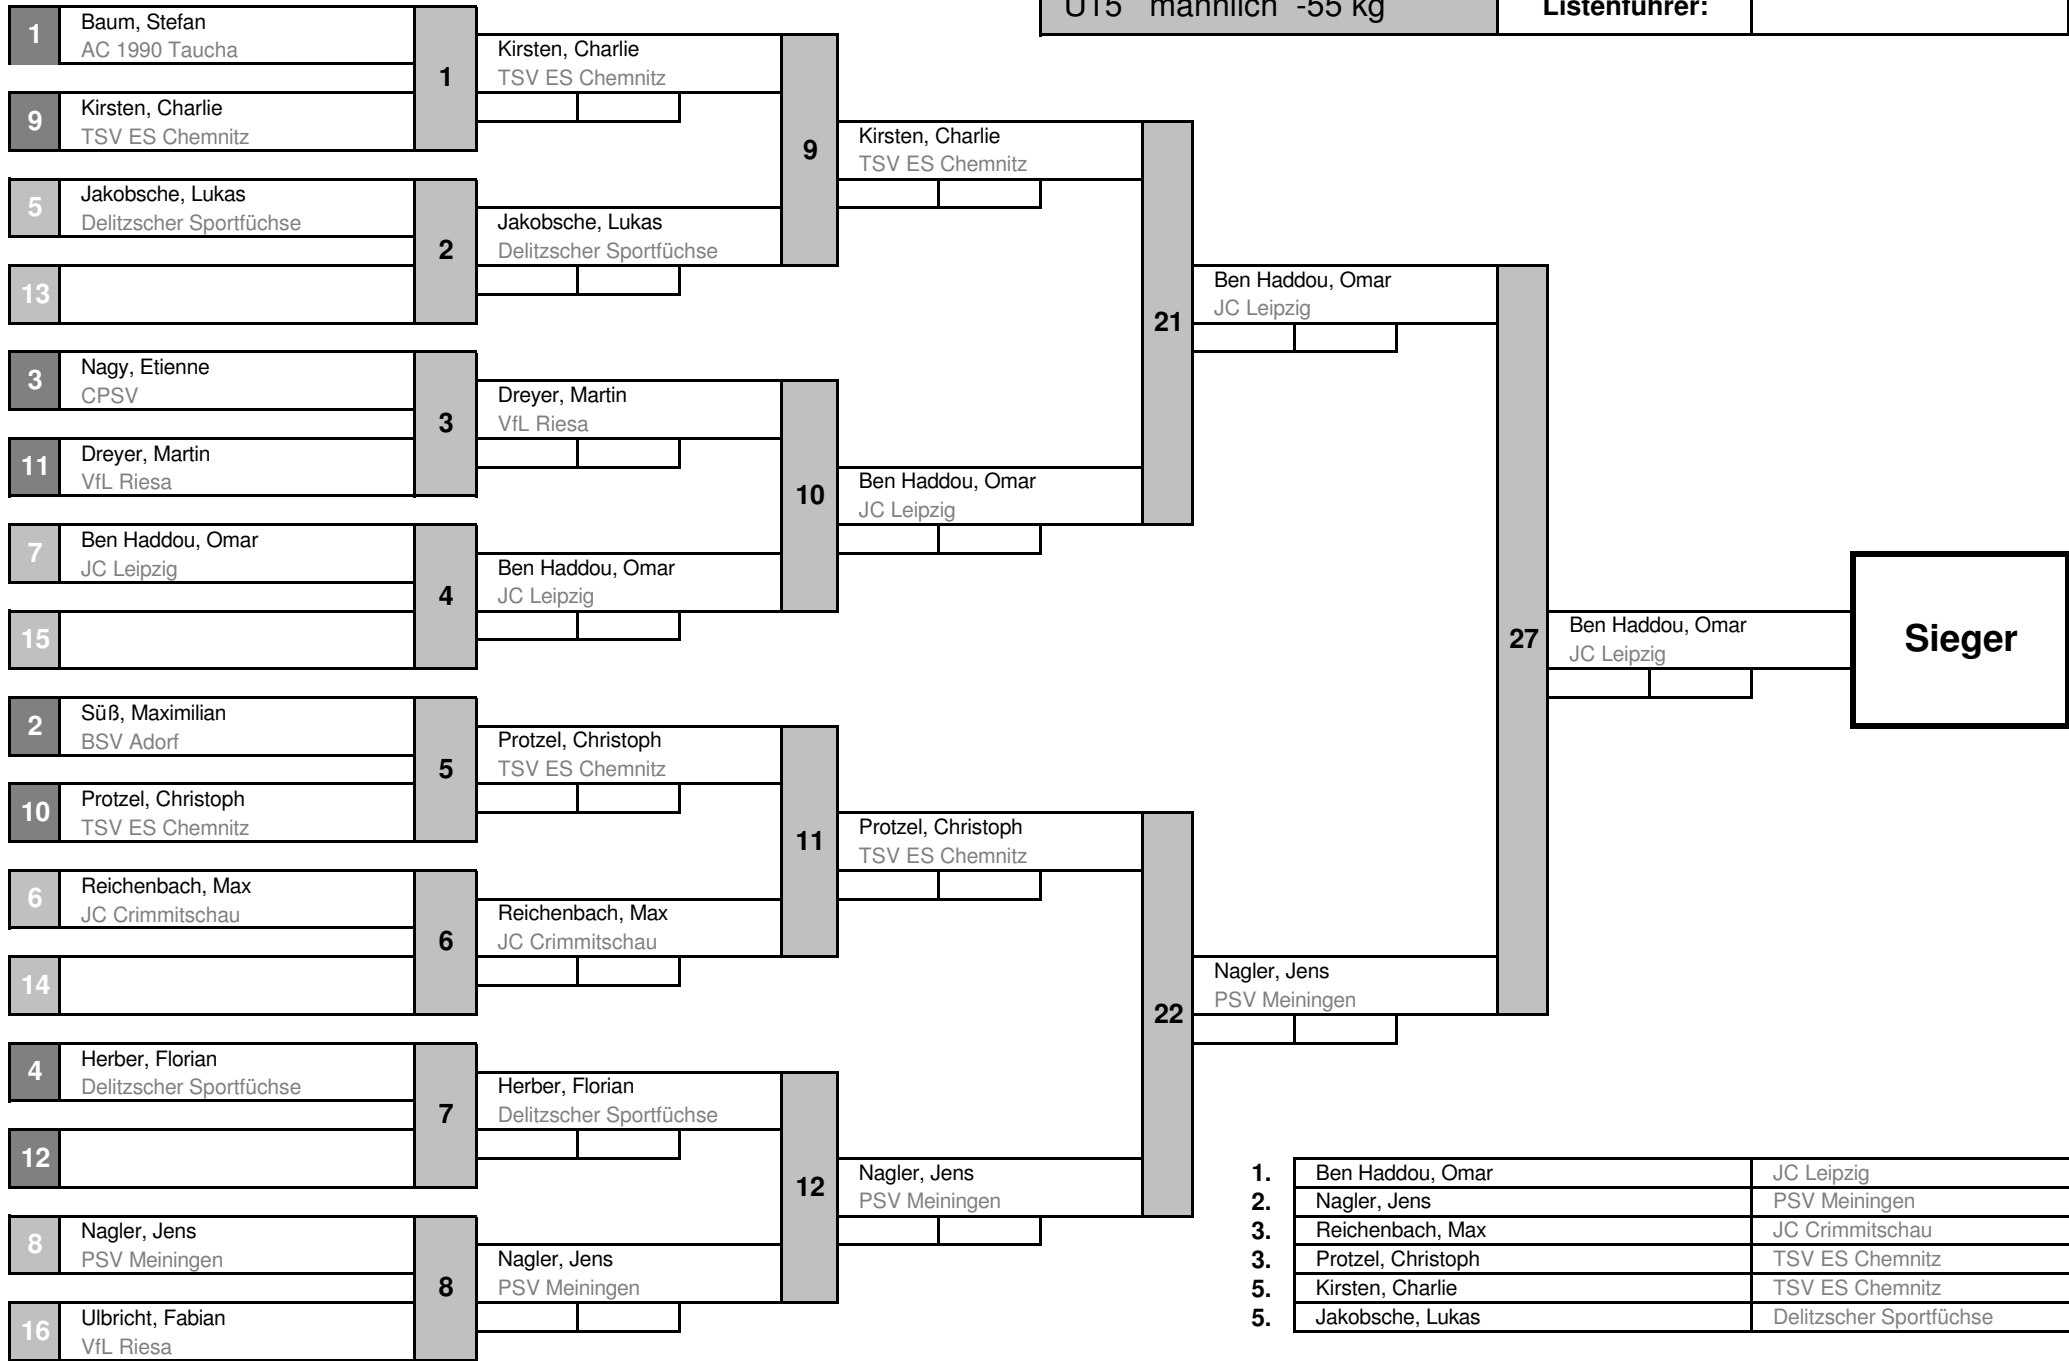 U15 männlich -55 kg
Listenführer:
1
Baum, Stefan
AC 1990 Taucha
9
Kirsten, Charlie
TSV ES Chemnitz
5
Jakobsche, Lukas
Delitzscher Sportfüchse
13
3
Nagy, Etienne
CPSV
11
Dreyer, Martin
VfL Riesa
7
Ben Haddou, Omar
JC Leipzig
15
2
Süß, Maximilian
BSV Adorf
10
Protzel, Christoph
TSV ES Chemnitz
6
Reichenbach, Max
JC Crimmitschau
14
4
Herber, Florian
Delitzscher Sportfüchse
12
8
Nagler, Jens
PSV Meiningen
16
Ulbricht, Fabian
VfL Riesa
1
2
3
4
5
6
7
8
Kirsten, Charlie
TSV ES Chemnitz
Jakobsche, Lukas
Delitzscher Sportfüchse
Dreyer, Martin
VfL Riesa
Ben Haddou, Omar
JC Leipzig
Protzel, Christoph
TSV ES Chemnitz
Reichenbach, Max
JC Crimmitschau
Herber, Florian
Delitzscher Sportfüchse
Nagler, Jens
PSV Meiningen
9
10
11
12
Kirsten, Charlie
TSV ES Chemnitz
Ben Haddou, Omar
JC Leipzig
Protzel, Christoph
TSV ES Chemnitz
Nagler, Jens
PSV Meiningen
21
22
Ben Haddou, Omar
JC Leipzig
Nagler, Jens
PSV Meiningen
27
Ben Haddou, Omar
JC Leipzig
Sieger
1. Ben Haddou, Omar JC Leipzig
2. Nagler, Jens PSV Meiningen
3. Reichenbach, Max JC Crimmitschau
3. Protzel, Christoph TSV ES Chemnitz
5. Kirsten, Charlie TSV ES Chemnitz
5. Jakobsche, Lukas Delitzscher Sportfüchse